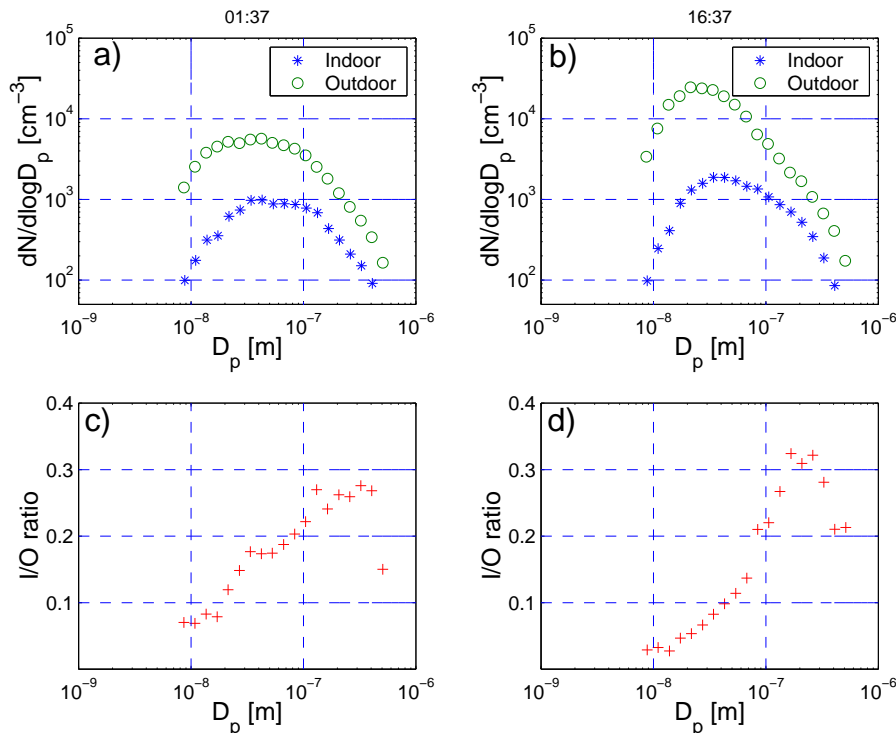 01:37
16:37
a)
Indoor
Outdoor
dN/dlogD_p [cm^{-3}]
10^5
10^4
10^3
10^2
10^{-9}
10^{-8}
10^{-7}
10^{-6}
D_p [m]
b)
Indoor
Outdoor
dN/dlogD_p [cm^{-3}]
10^5
10^4
10^3
10^2
10^{-9}
10^{-8}
10^{-7}
10^{-6}
D_p [m]
c)
I/O ratio
0.4
0.3
0.2
0.1
10^{-9}
10^{-8}
10^{-7}
10^{-6}
D_p [m]
d)
I/O ratio
0.4
0.3
0.2
0.1
10^{-9}
10^{-8}
10^{-7}
10^{-6}
D_p [m]